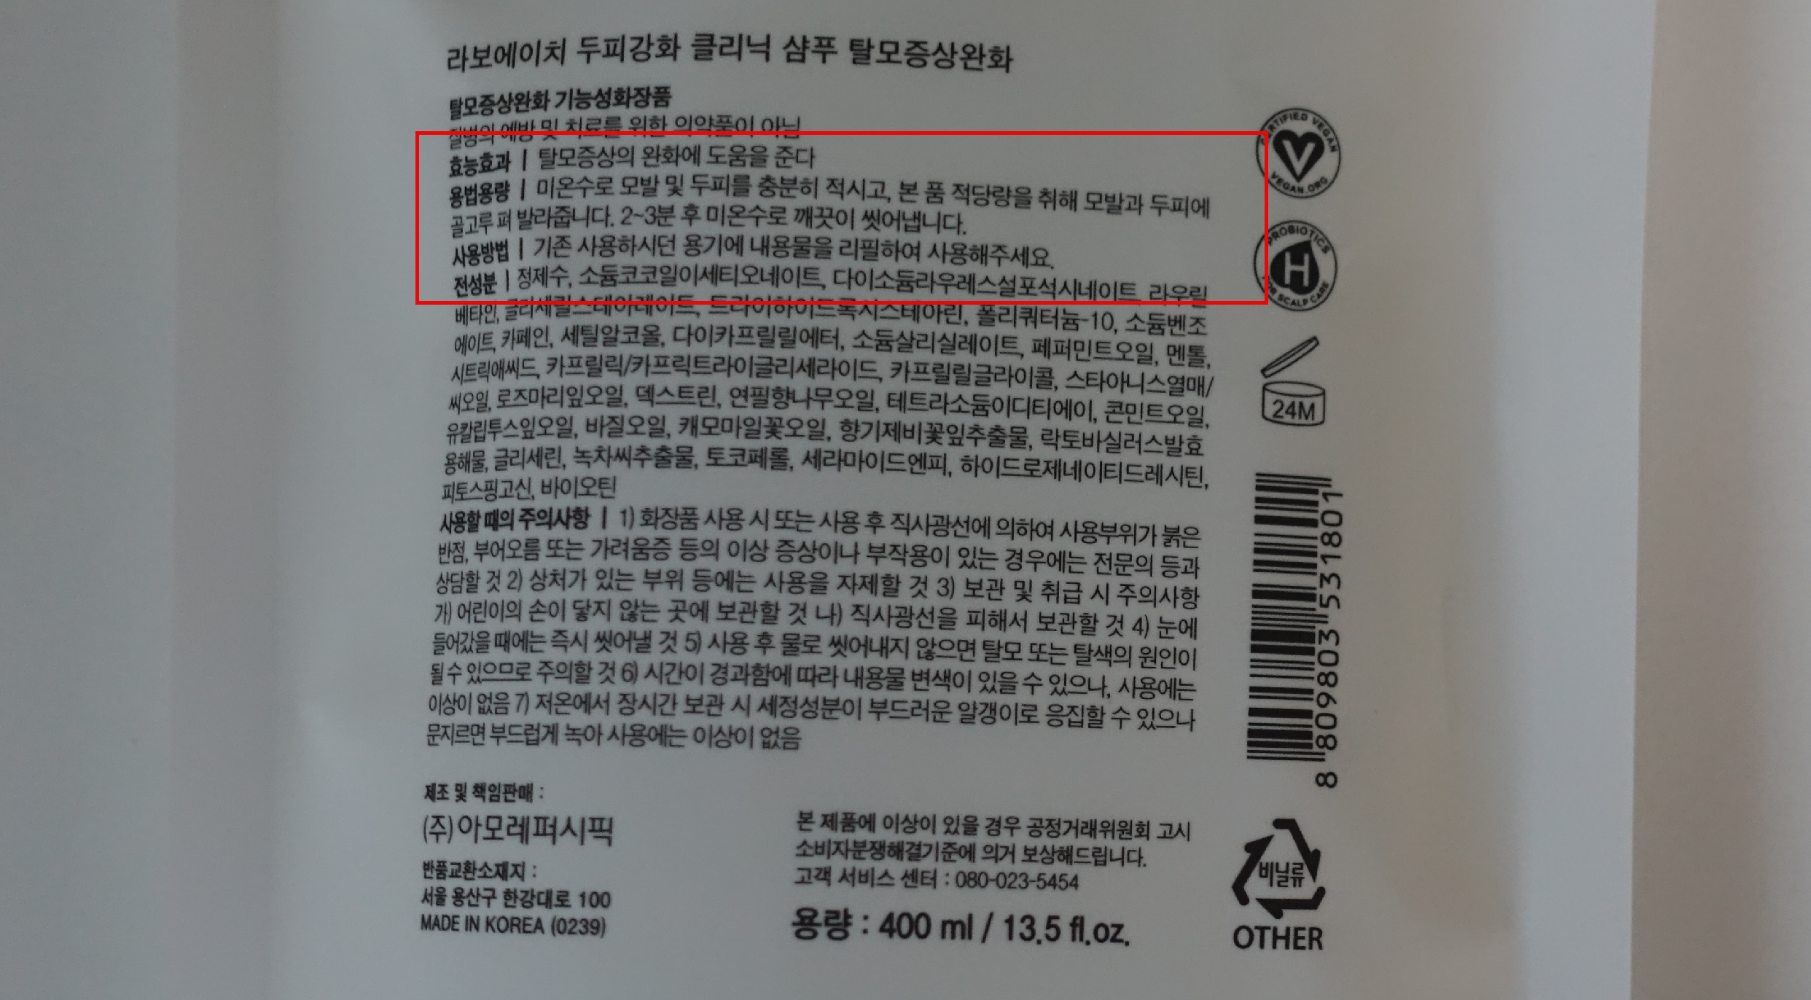 라보에이치 두피강화 클리닉 샴푸 탈모증상완화
탈모증상완화 기능성화장품
질병의 예방 및 치료를 위한 의약품이 아님
효능효과 | 탈모증상의 완화에 도움을 준다
용법용량 | 미온수로 모발 및 두피를 충분히 적시고, 본 품 적당량을 취해 모발과 두피에
골고루 펴 발라줍니다. 2~3분 후 미온수로 깨끗이 씻어냅니다.
사용방법 | 기존 사용하시던 용기에 내용물을 리필하여 사용해주세요.
전성분 | 정제수, 소듐코코일이세티오네이트, 다이소듐라우레스설포석시네이트, 라우릴
베타인, 글리세릴스테아레이트, 트라이하이드록시스테아린, 폴리쿼터늄-10, 소듐벤조
에이트, 카페인, 세틸알코올, 다이카프릴릴에터, 소듐살리실레이트, 페퍼민트오일, 멘톨,
시트릭애씨드, 카프릴릭/카프릭트라이글리세라이드, 카프릴릴글라이콜, 스타아니스열매/
씨오일, 로즈마리잎오일, 덱스트린, 연필향나무오일, 테트라소듐이디티에이, 콘민트오일,
유칼립투스잎오일, 바질오일, 캐모마일꽃오일, 향기제비꽃잎추출물, 락토바실러스발효
용해물, 글리세린, 녹차씨추출물, 토코페롤, 세라마이드엔피, 하이드로제네이티드레시틴,
피토스핑고신, 바이오틴
사용할 때의 주의사항 | 1) 화장품 사용 시 또는 사용 후 직사광선에 의하여 사용부위가 붉은
반점, 부어오름 또는 가려움증 등의 이상 증상이나 부작용이 있는 경우에는 전문의 등과
상담할 것 2) 상처가 있는 부위 등에는 사용을 자제할 것 3) 보관 및 취급 시 주의사항
가) 어린이의 손이 닿지 않는 곳에 보관할 것 나) 직사광선을 피해서 보관할 것 4) 눈에
들어갔을 때에는 즉시 씻어낼 것 5) 사용 후 물로 씻어내지 않으면 탈모 또는 탈색의 원인이
될 수 있으므로 주의할 것 6) 시간이 경과함에 따라 내용물 변색이 있을 수 있으나, 사용에는
이상이 없음 7) 저온에서 장시간 보관 시 세정성분이 부드러운 알갱이로 응집할 수 있으나
문지르면 부드럽게 녹아 사용에는 이상이 없음
CERTIFIED VEGAN
VEGAN.ORG
PROBIOTICS
H
FOR SCALP CARE
24M
8 809803 531801
제조 및 책임판매 :
(주)아모레퍼시픽
반품교환소재지 :
서울 용산구 한강대로 100
MADE IN KOREA (0239)
본 제품에 이상이 있을 경우 공정거래위원회 고시
소비자분쟁해결기준에 의거 보상해드립니다.
고객 서비스 센터 : 080-023-5454
용량 : 400 ml / 13.5 fl.oz.
비닐류
OTHER